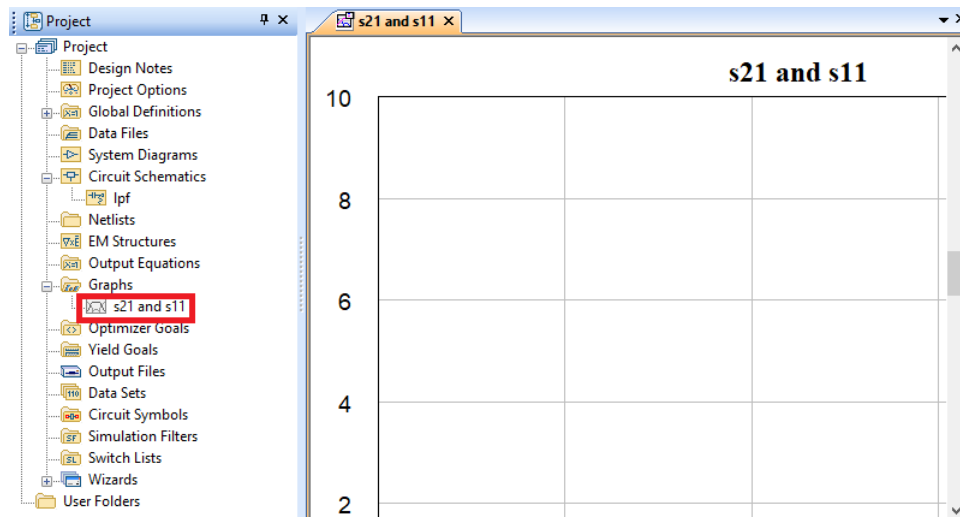 Project
s21 and s11
Project
Design Notes
Project Options
Global Definitions
Data Files
System Diagrams
Circuit Schematics
lpf
Netlists
EM Structures
Output Equations
Graphs
s21 and s11
Optimizer Goals
Yield Goals
Output Files
Data Sets
Circuit Symbols
Simulation Filters
Switch Lists
Wizards
User Folders
s21 and s11
10
8
6
4
2